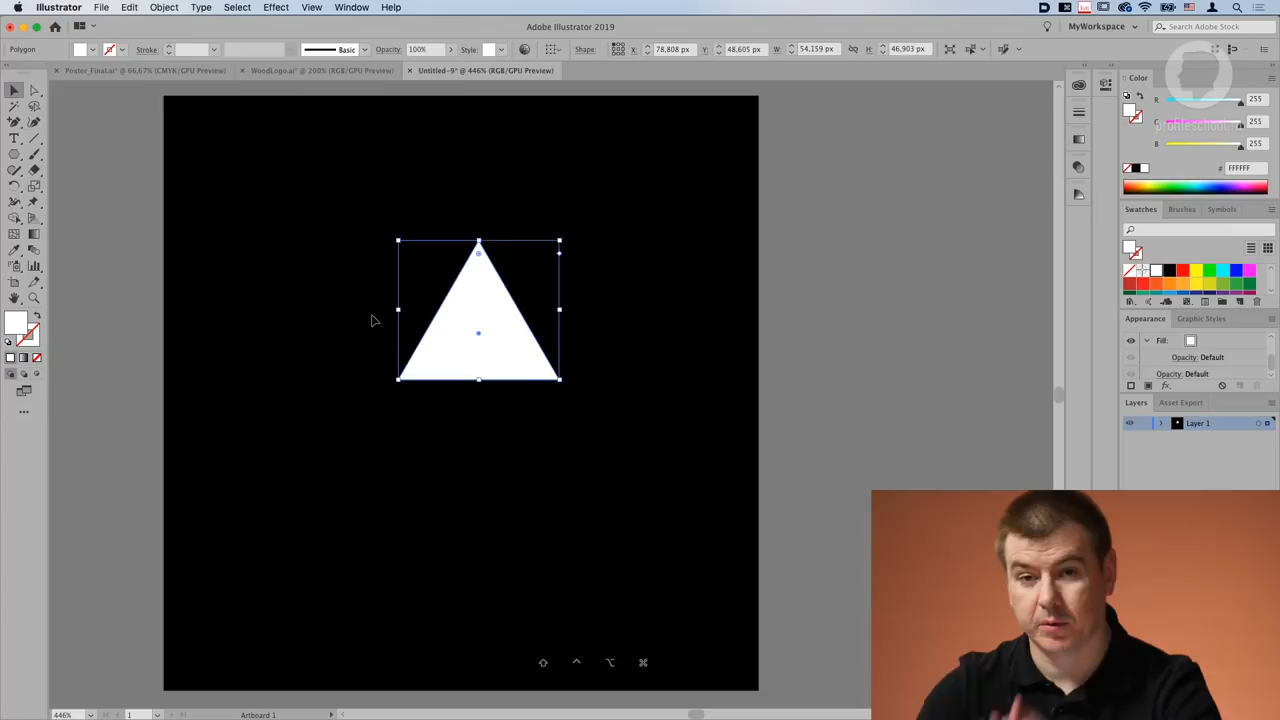 Illustrator File Edit Object Type Select Effect View Window Help
Adobe Illustrator 2019
MyWorkspace
Search Adobe Stock
Polygon
Stroke:
Basic
Opacity: 100%
Style:
Shape:
X: 78,808 px
Y: 48,605 px
W: 54,159 px
H: 46,903 px
× Poster_Final.ai* @ 66,67% (CMYK/GPU Preview)
× WoodLogo.ai* @ 200% (RGB/GPU Preview)
× Untitled-9* @ 446% (RGB/GPU Preview)
Color
R 255
G 255
profileschool.ru
B 255
# FFFFFF
Swatches Brushes Symbols
Appearance Graphic Styles
Fill:
Opacity: Default
Opacity: Default
fx
Layers Asset Export
Layer 1
446%
1
Artboard 1